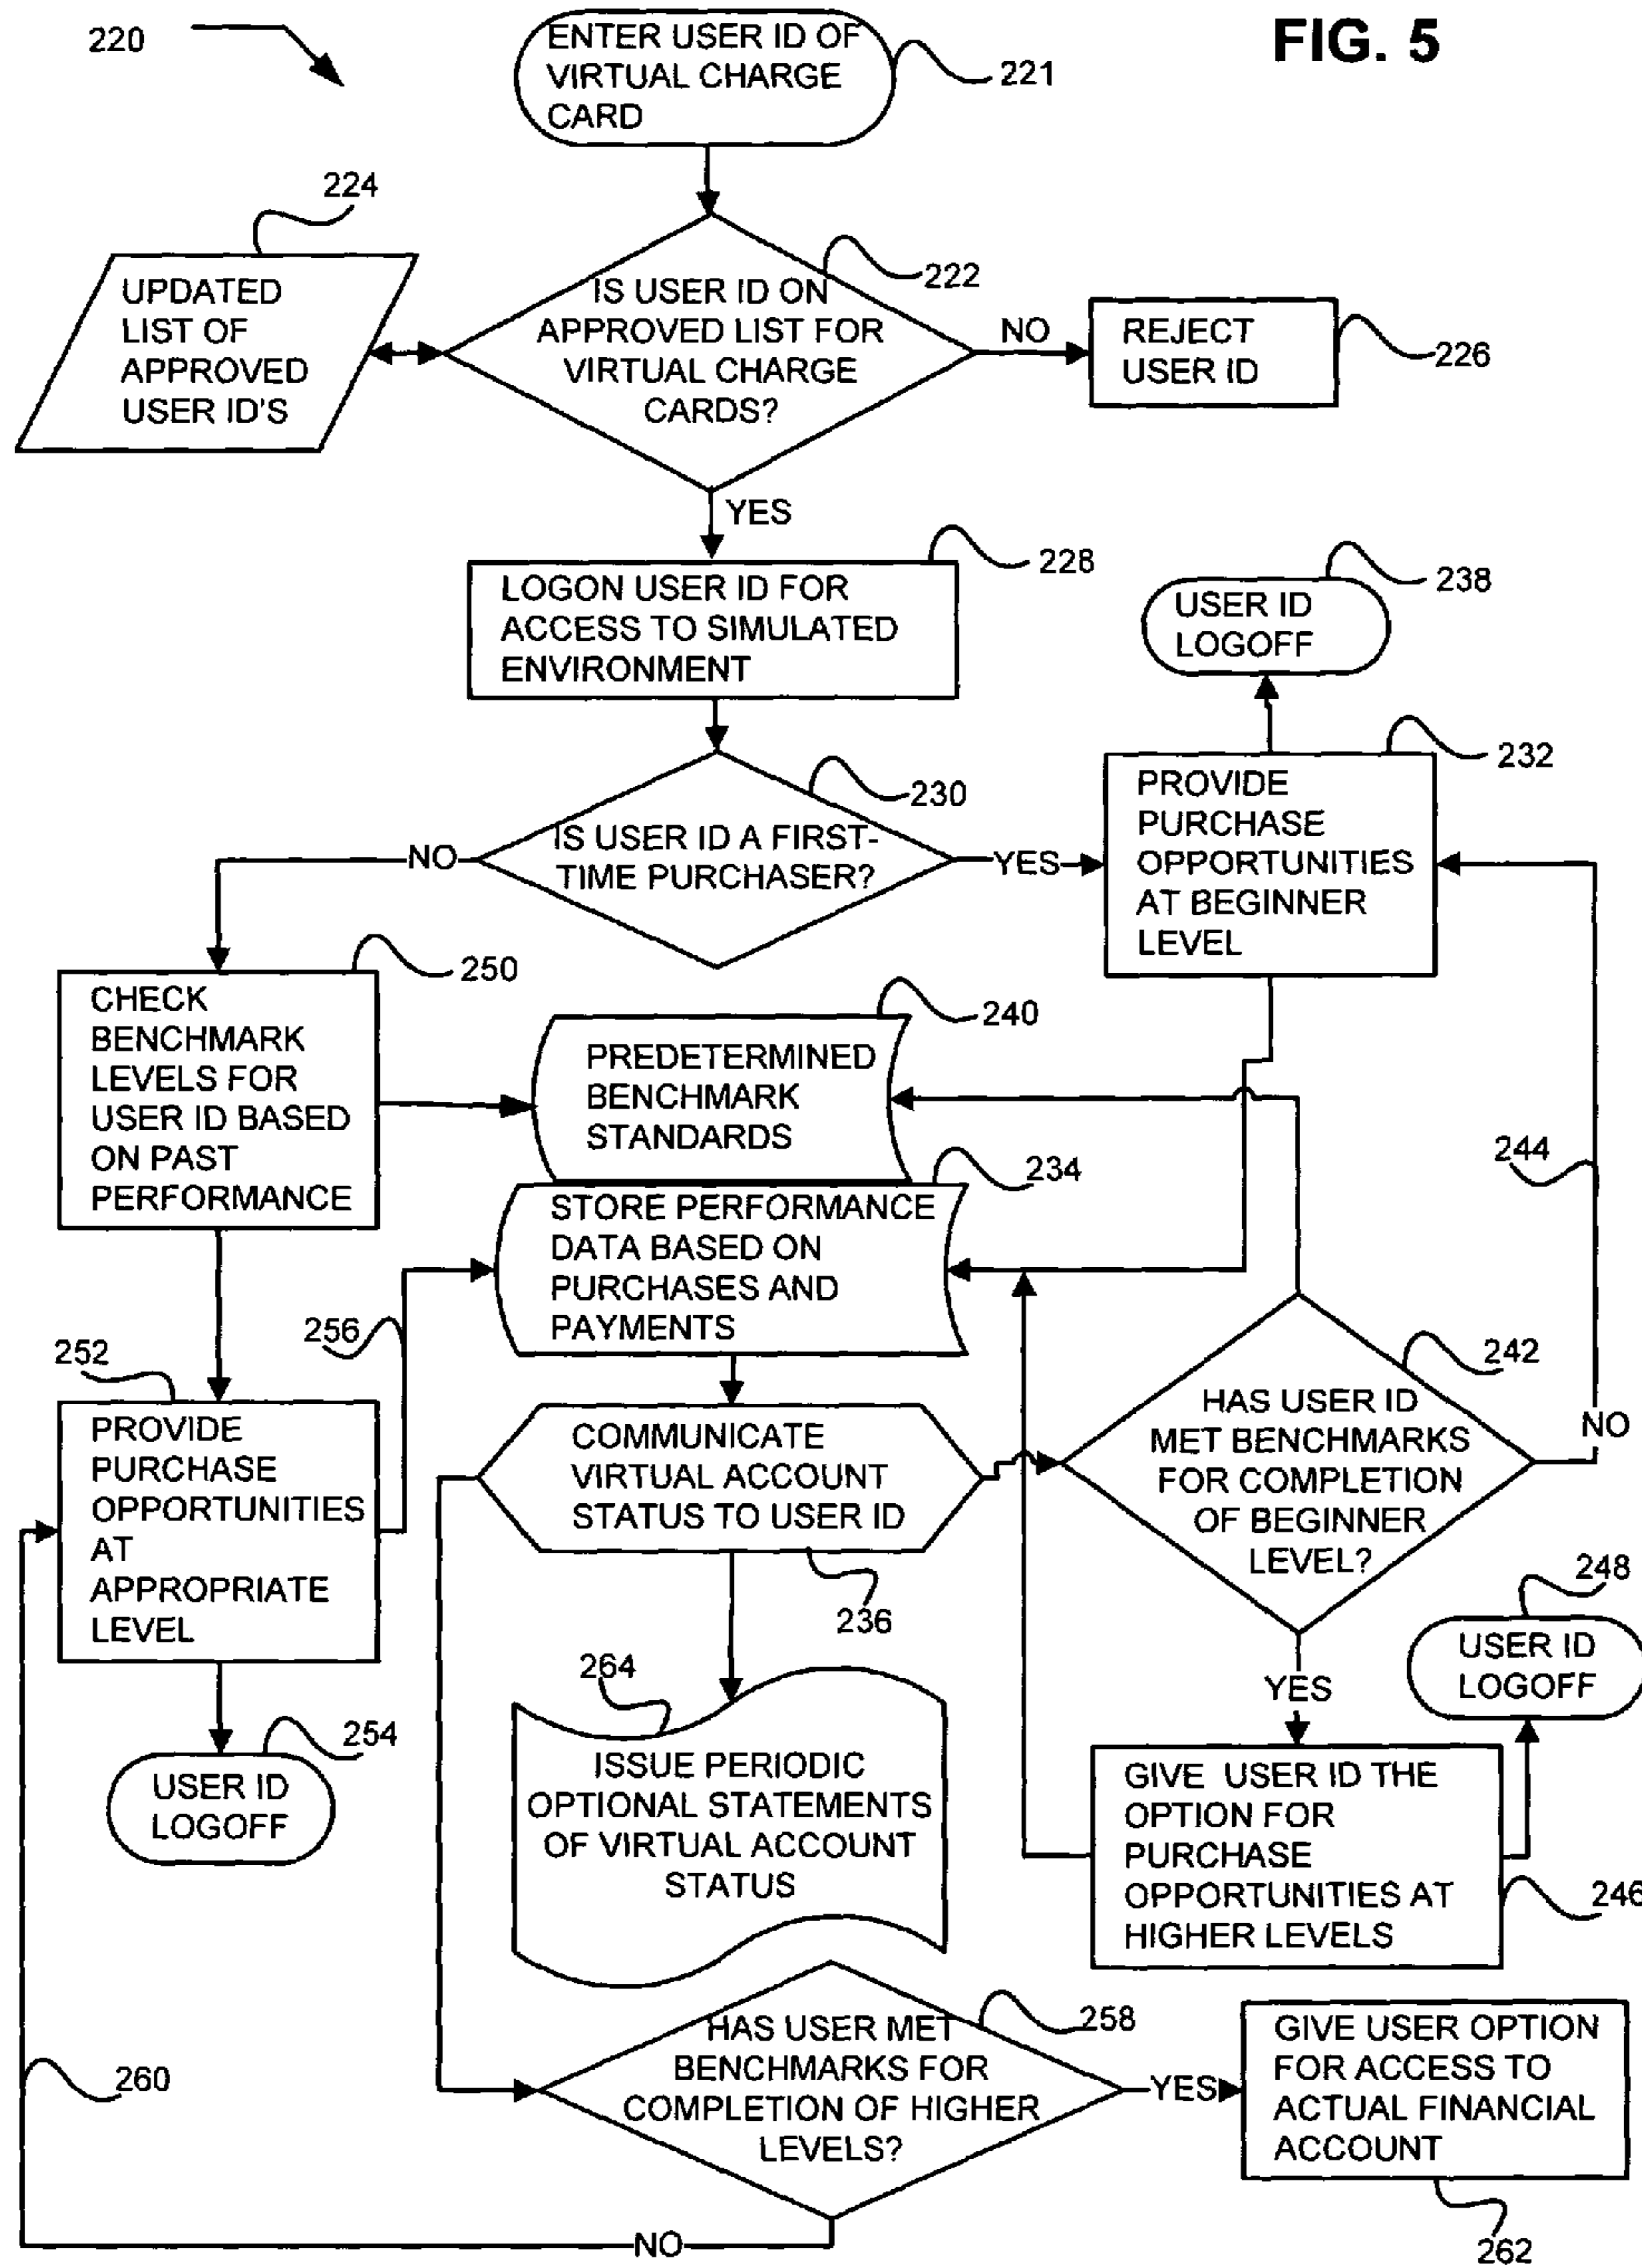 FIG. 5
220
ENTER USER ID OF
VIRTUAL CHARGE
CARD
221
224
UPDATED
LIST OF
APPROVED
USER ID'S
IS USER ID ON
APPROVED LIST FOR
VIRTUAL CHARGE
CARDS?
222
NO
REJECT
USER ID
226
YES
LOGON USER ID FOR
ACCESS TO SIMULATED
ENVIRONMENT
228
USER ID
LOGOFF
238
IS USER ID A FIRST-
TIME PURCHASER?
230
NO
YES
PROVIDE
PURCHASE
OPPORTUNITIES
AT BEGINNER
LEVEL
232
CHECK
BENCHMARK
LEVELS FOR
USER ID BASED
ON PAST
PERFORMANCE
250
PREDETERMINED
BENCHMARK
STANDARDS
240
STORE PERFORMANCE
DATA BASED ON
PURCHASES AND
PAYMENTS
234
244
256
252
PROVIDE
PURCHASE
OPPORTUNITIES
AT
APPROPRIATE
LEVEL
COMMUNICATE
VIRTUAL ACCOUNT
STATUS TO USER ID
236
HAS USER ID
MET BENCHMARKS
FOR COMPLETION
OF BEGINNER
LEVEL?
242
NO
YES
248
USER ID
LOGOFF
254
USER ID
LOGOFF
264
ISSUE PERIODIC
OPTIONAL STATEMENTS
OF VIRTUAL ACCOUNT
STATUS
GIVE USER ID THE
OPTION FOR
PURCHASE
OPPORTUNITIES AT
HIGHER LEVELS
246
HAS USER MET
BENCHMARKS FOR
COMPLETION OF HIGHER
LEVELS?
258
YES
GIVE USER OPTION
FOR ACCESS TO
ACTUAL FINANCIAL
ACCOUNT
262
260
NO